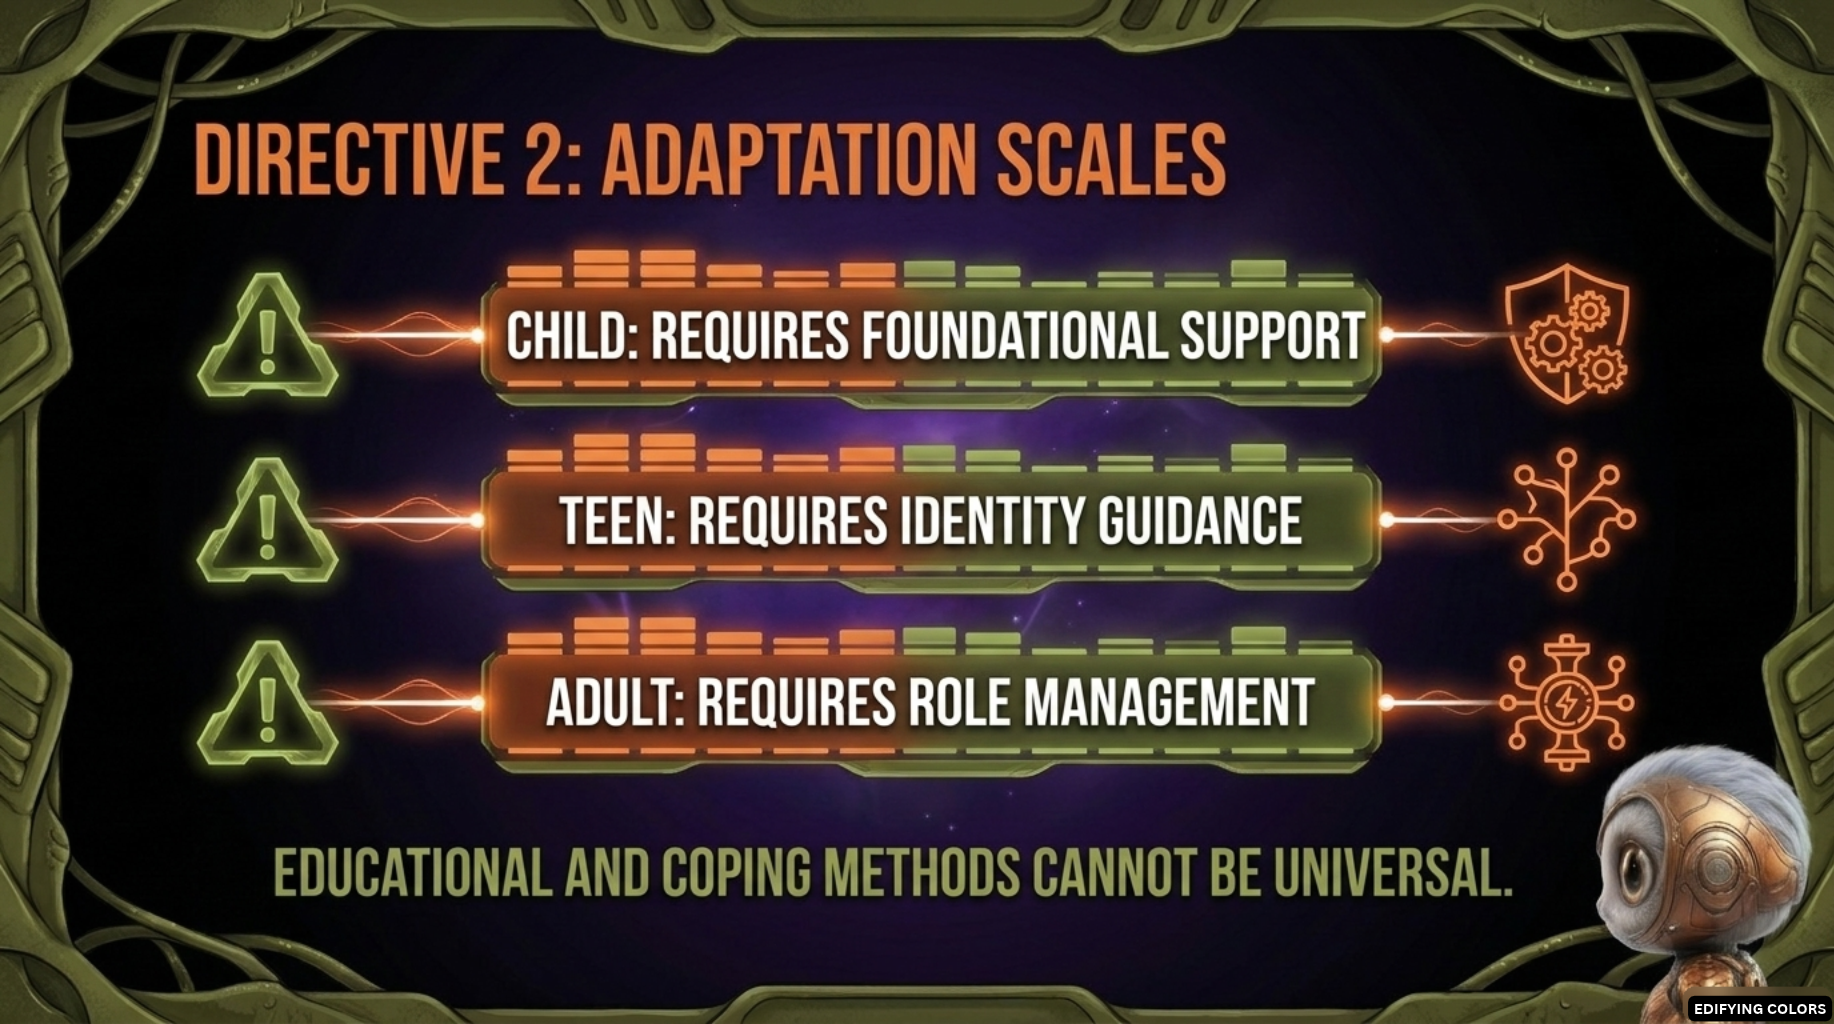 DIRECTIVE 2: ADAPTATION SCALES
CHILD: REQUIRES FOUNDATIONAL SUPPORT
TEEN: REQUIRES IDENTITY GUIDANCE
ADULT: REQUIRES ROLE MANAGEMENT
EDUCATIONAL AND COPING METHODS CANNOT BE UNIVERSAL.
EDIFYING COLORS